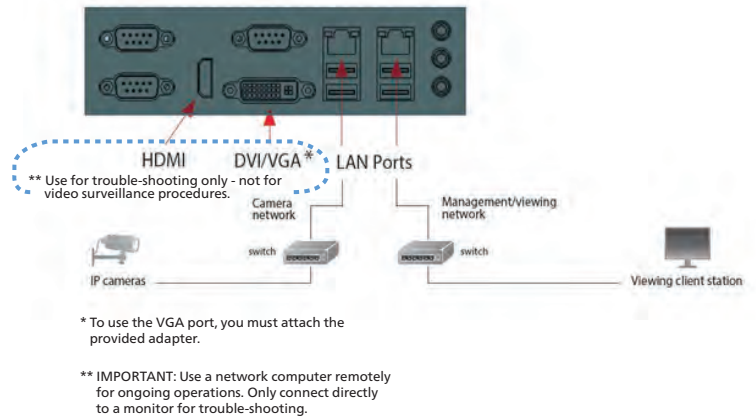 HDMI
DVI/VGA *
LAN Ports
** Use for trouble-shooting only - not for
video surveillance procedures.
Camera
network
Management/viewing
network
switch
switch
IP cameras
Viewing client station
* To use the VGA port, you must attach the
provided adapter.
** IMPORTANT: Use a network computer remotely
for ongoing operations. Only connect directly
to a monitor for trouble-shooting.